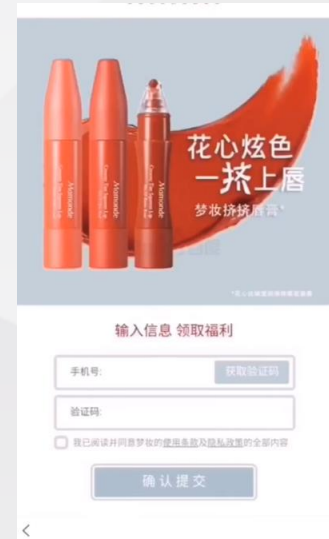 花心炫色
一挤上唇
梦妆挤挤唇膏*
Mamonde
Mamonde
Mamonde
输入信息 领取福利
手机号:
获取验证码
验证码:
我已阅读并同意梦妆的使用条款及隐私政策的全部内容
确认提交